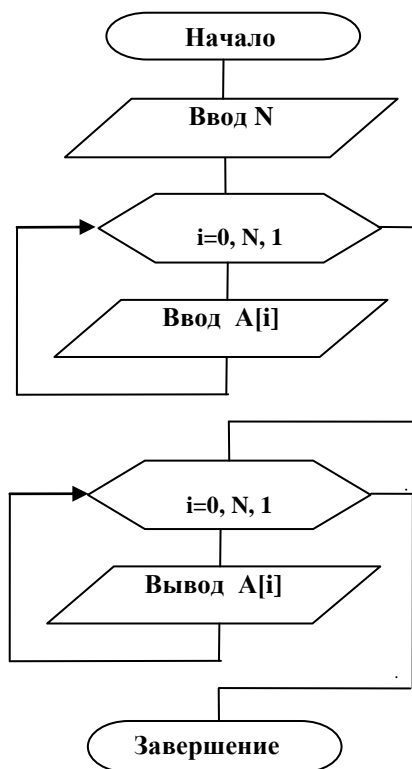 Начало
Ввод N
i=0, N, 1
Ввод A[i]
i=0, N, 1
Вывод A[i]
Завершение